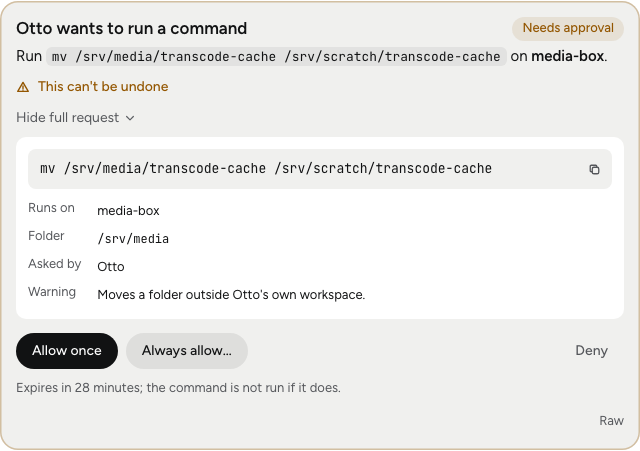 Otto wants to run a command
Needs approval
Run mv /srv/media/transcode-cache /srv/scratch/transcode-cache on media-box.
This can't be undone
Hide full request
mv /srv/media/transcode-cache /srv/scratch/transcode-cache
Runs on media-box
Folder /srv/media
Asked by Otto
Warning Moves a folder outside Otto's own workspace.
Allow once Always allow... Deny
Expires in 28 minutes; the command is not run if it does.
Raw